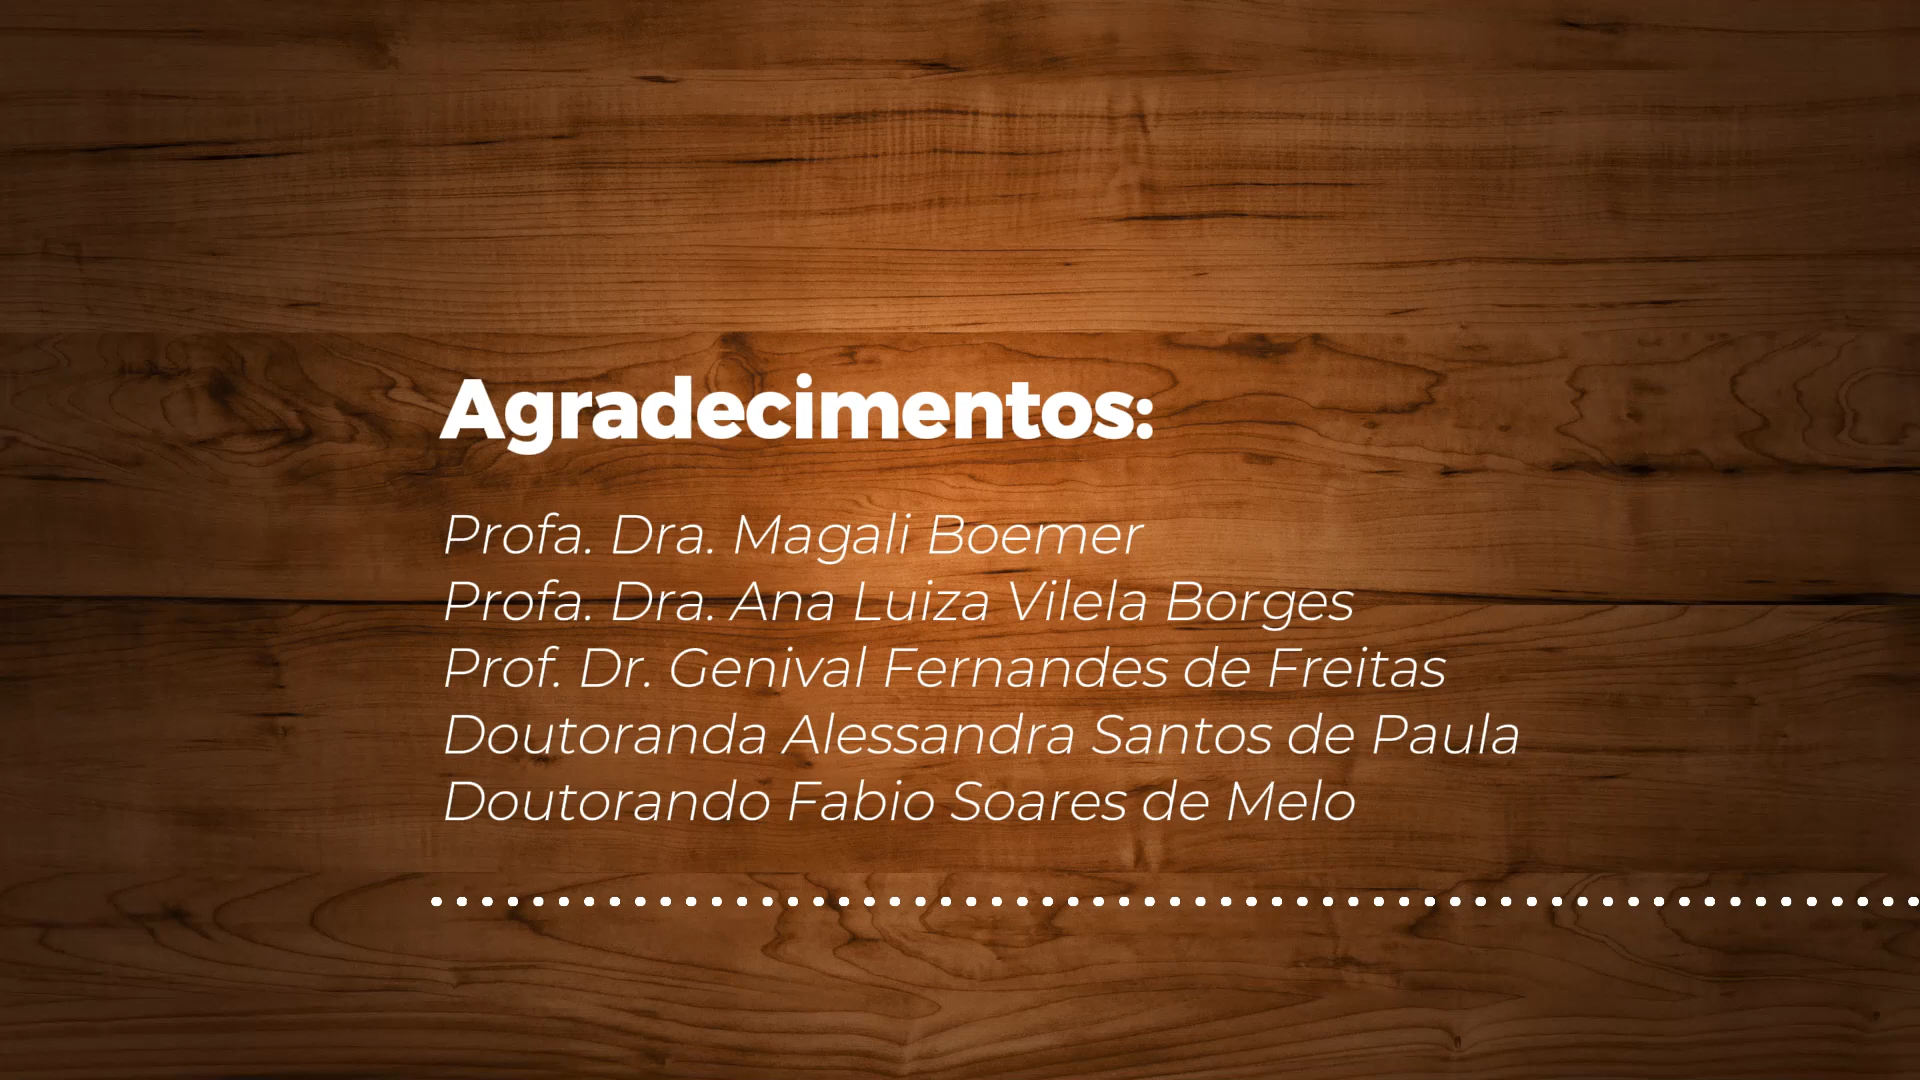 Agradecimentos:
Profa. Dra. Magali Boemer
Profa. Dra. Ana Luiza Vilela Borges
Prof. Dr. Genival Fernandes de Freitas
Doutoranda Alessandra Santos de Paula
Doutorando Fabio Soares de Melo